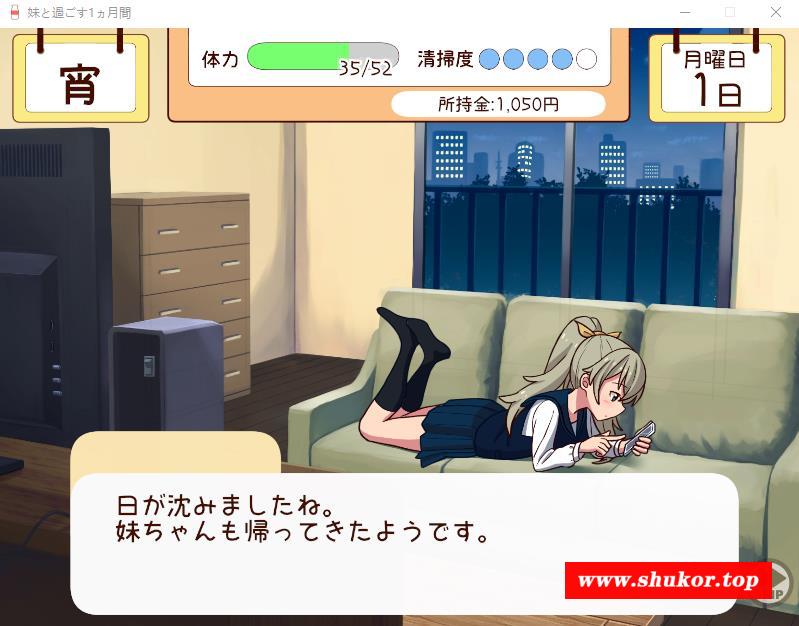 妹と過ごす1ヵ月間
宵
体力
35/52
清掃度
所持金:1,050円
月曜日
1日
日が沈みましたね。
妹ちゃんも帰ってきたようです。
www.shukor.top